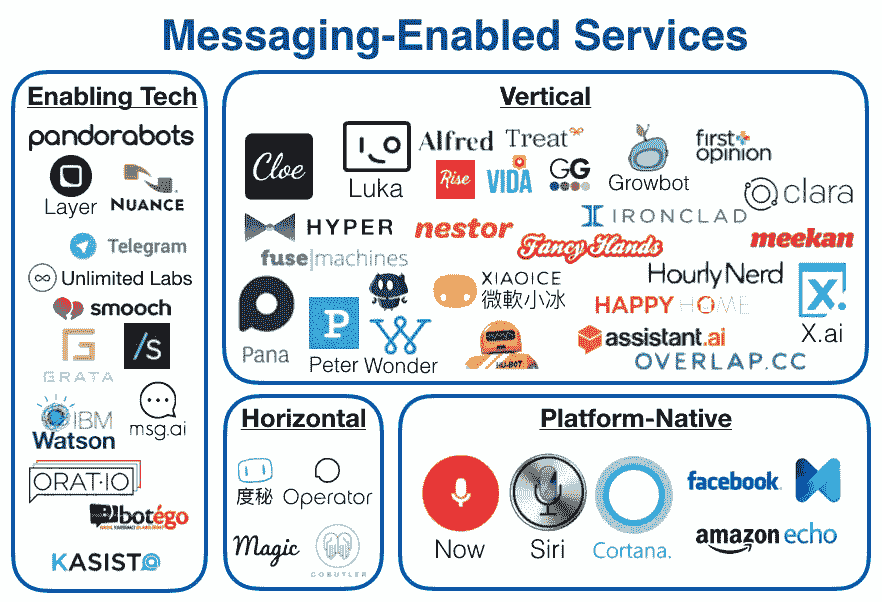 Messaging-Enabled Services
Enabling Tech
pandorabots
Layer
NUANCE
Telegram
Unlimited Labs
smooch
GRATA
/S
IBM
Watson
msg.ai
ORAT·IO
botégo
KASISTO
Vertical
Cloe
Luka
Alfred
Treat
Rise
VIDA
GG
Growbot
first
opinion
clara
HYPER
nestor
IRONCLAD
Fancy Hands
meekan
fuse|machines
Pana
P
Peter
Wonder
XIAOICE
微軟小冰
HourlyNerd
HAPPY HOME
X.ai
assistant.ai
OVERLAP.CC
Horizontal
度秘
Operator
Magic
GOBUTLER
Platform-Native
Now
Siri
Cortana.
facebook
amazon echo